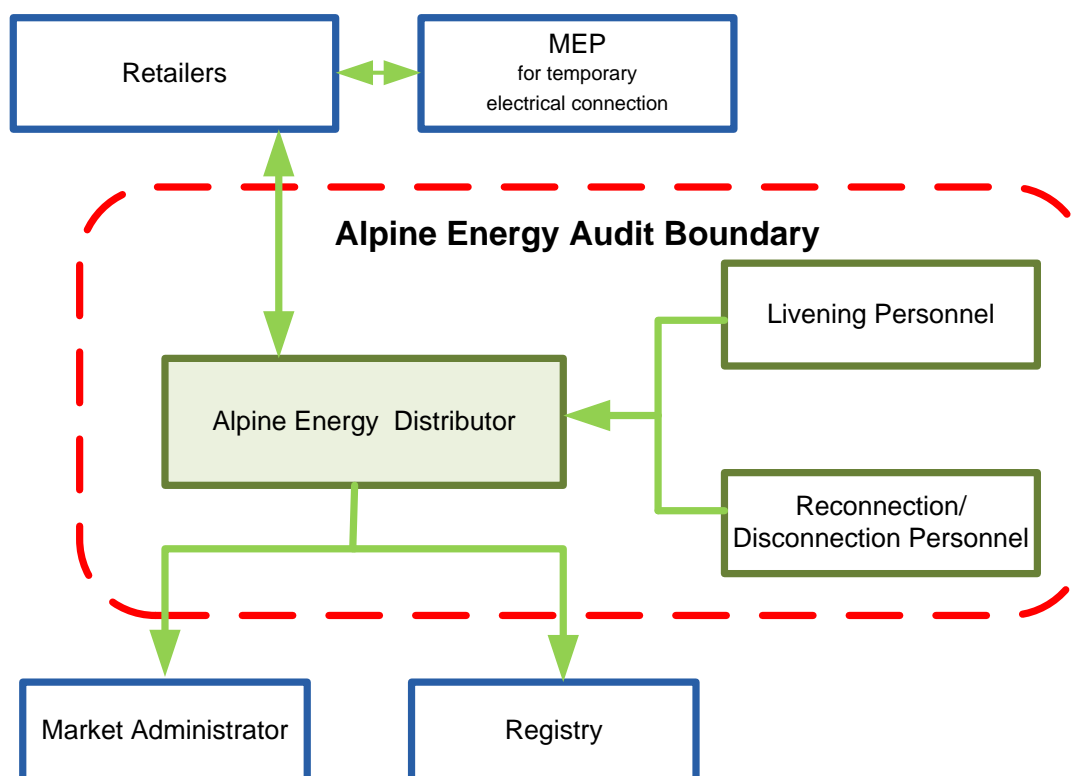 Retailers
MEP
for temporary
electrical connection
Alpine Energy Audit Boundary
Livening Personnel
Alpine Energy  Distributor
Reconnection/
Disconnection Personnel
Market Administrator
Registry